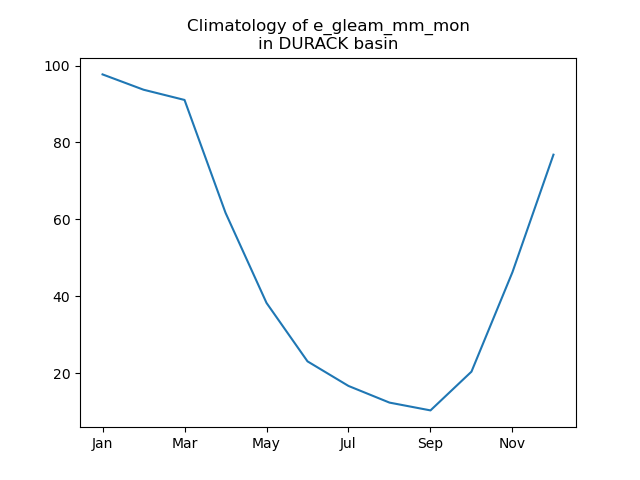 Climatology of e_gleam_mm_mon
in DURACK basin
100
80
60
40
20
Jan
Mar
May
Jul
Sep
Nov